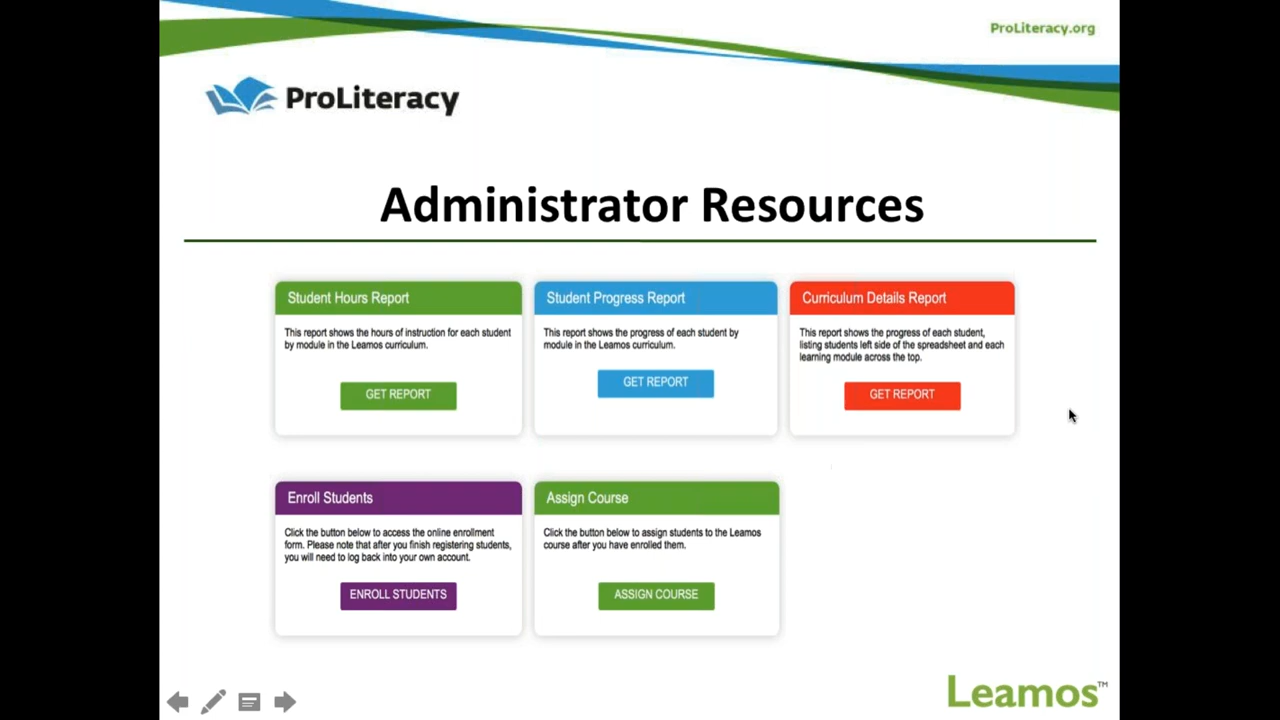 ProLiteracy.org
ProLiteracy
Administrator Resources
Student Hours Report
This report shows the hours of instruction for each student
by module in the Leamos curriculum.
GET REPORT
Student Progress Report
This report shows the progress of each student by
module in the Leamos curriculum.
GET REPORT
Curriculum Details Report
This report shows the progress of each student,
listing students left side of the spreadsheet and each
learning module across the top.
GET REPORT
Enroll Students
Click the button below to access the online enrollment
form. Please note that after you finish registering students,
you will need to log back into your own account.
ENROLL STUDENTS
Assign Course
Click the button below to assign students to the Leamos
course after you have enrolled them.
ASSIGN COURSE
Leamos™